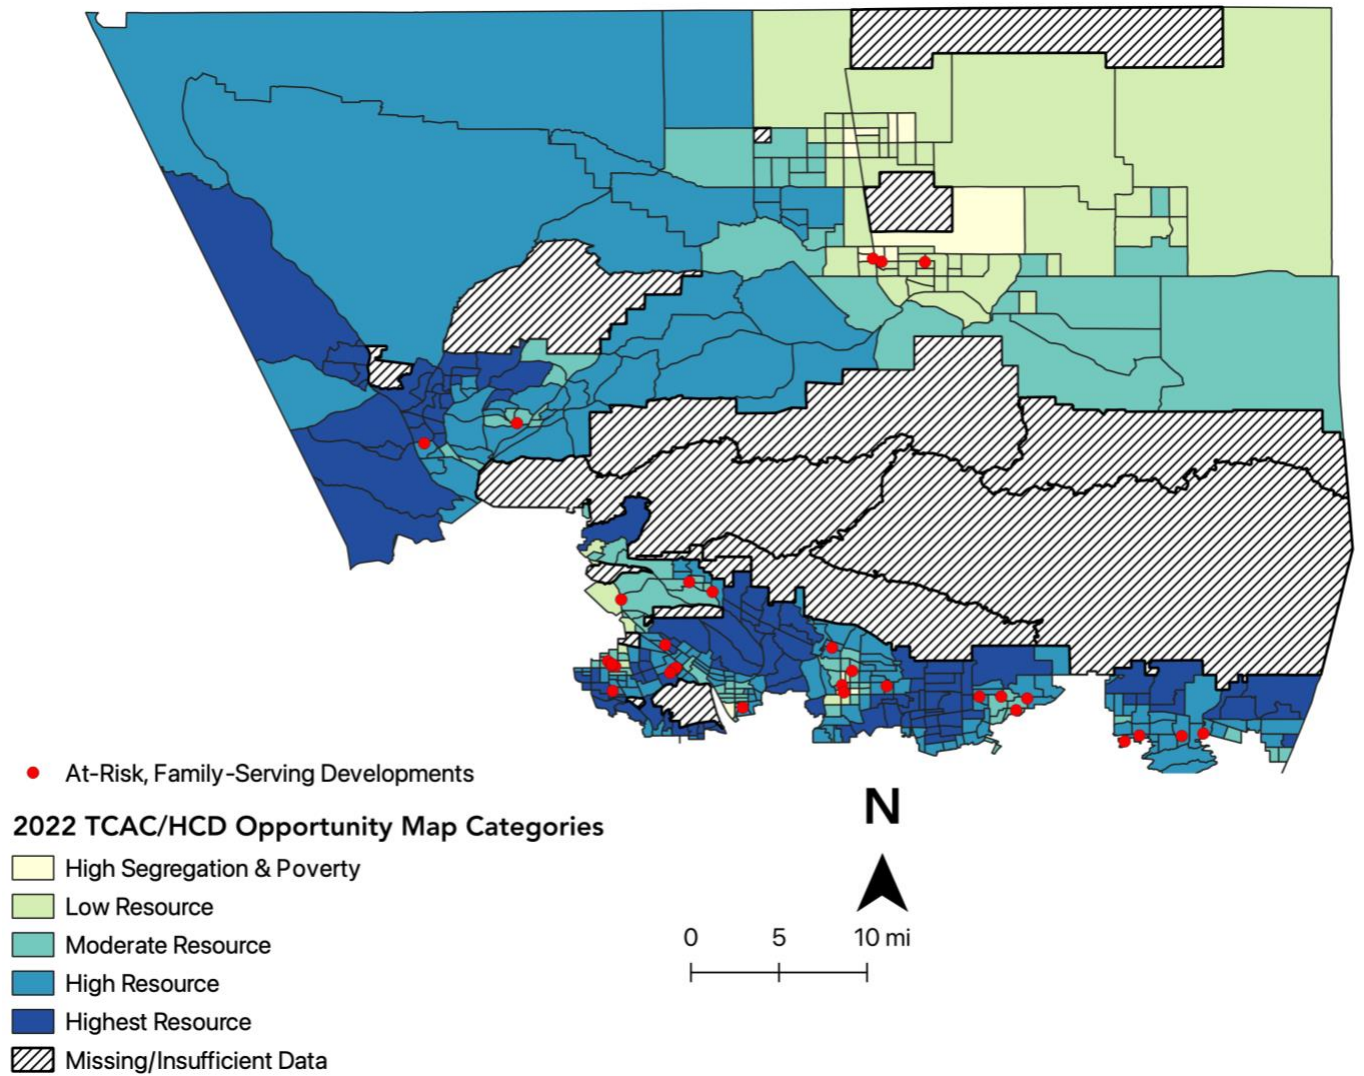 At-Risk, Family-Serving Developments
2022 TCAC/HCD Opportunity Map Categories
High Segregation & Poverty
Low Resource
Moderate Resource
High Resource
Highest Resource
Missing/Insufficient Data
N
0 5 10 mi